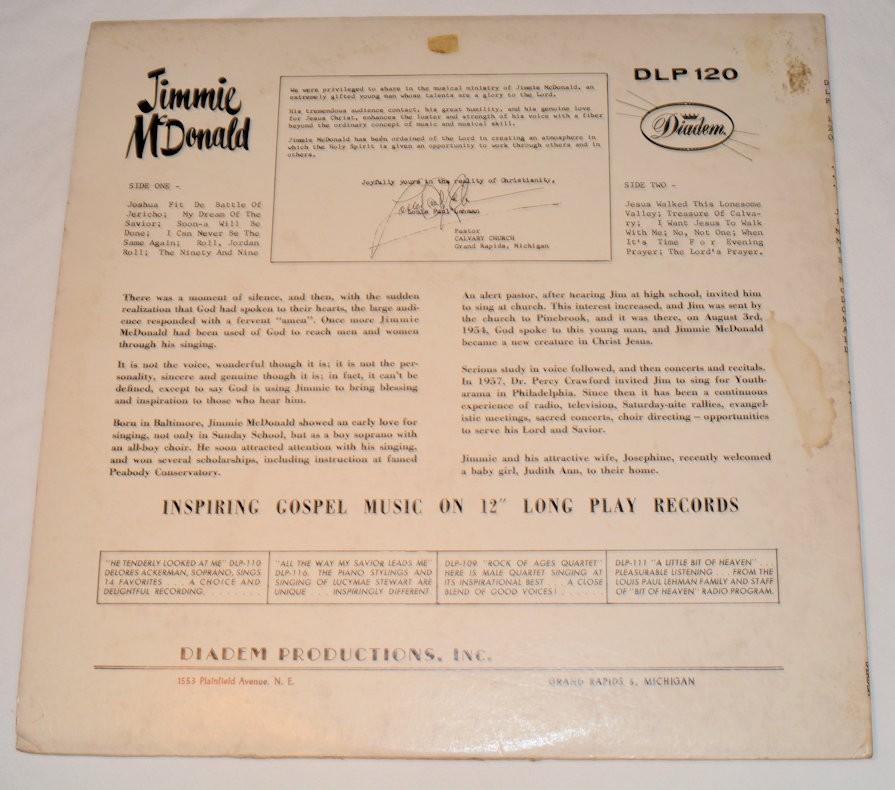 Jimmie
McDonald
We were privileged to share in the musical ministry of Jimmie McDonald, an
extremely gifted young man whose talents are a glory to the Lord.
His tremendous audience contact, his great humility, and his genuine love
for Jesus Christ, enhances the luster and strength of his voice with a fiber
beyond the ordinary concept of music and musical skill.
Jimmie McDonald has been ordained of the Lord in creating an atmosphere in
which the Holy Spirit is given an opportunity to work through others and in
others.
Joyfully yours in the reality of Christianity,
Louis Paul Lehman
Pastor
CALVARY CHURCH
Grand Rapids, Michigan
DLP 120
Diadem
SIDE ONE -
Joshua Fit De Battle Of
Jericho; My Dream Of The
Savior; Soon-a Will Be
Done; I Can Never Be The
Same Again; Roll, Jordan
Roll; The Ninety And Nine
SIDE TWO -
Jesus Walked This Lonesome
Valley; Treasure Of Calva-
ry; I Want Jesus To Walk
With Me; No, Not One; When
It's Time For Evening
Prayer; The Lord's Prayer.
There was a moment of silence, and then, with the sudden
realization that God had spoken to their hearts, the large audi-
ence responded with a fervent "amen". Once more Jimmie
McDonald had been used of God to reach men and women
through his singing.
It is not the voice, wonderful though it is; it is not the per-
sonality, sincere and genuine though it is; in fact, it can't be
defined, except to say God is using Jimmie to bring blessing
and inspiration to those who hear him.
Born in Baltimore, Jimmie McDonald showed an early love for
singing, not only in Sunday School, but as a boy soprano with
an all-boy choir. He soon attracted attention with his singing,
and won several scholarships, including instruction at famed
Peabody Conservatory.
An alert pastor, after hearing Jim at high school, invited him
to sing at church. This interest increased, and Jim was sent by
the church to Pinebrook, and it was there, on August 3rd,
1954, God spoke to this young man, and Jimmie McDonald
became a new creature in Christ Jesus.
Serious study in voice followed, and then concerts and recitals.
In 1957, Dr. Percy Crawford invited Jim to sing for Youth-
arama in Philadelphia. Since then it has been a continuous
experience of radio, television, Saturday-nite rallies, evangel-
istic meetings, sacred concerts, choir directing — opportunities
to serve his Lord and Savior.
Jimmie and his attractive wife, Josephine, recently welcomed
a baby girl, Judith Ann, to their home.
INSPIRING GOSPEL MUSIC ON 12" LONG PLAY RECORDS
"HE TENDERLY LOOKED AT ME" DLP-110
DELORES ACKERMAN, SOPRANO, SINGS
14 FAVORITES . . . A CHOICE AND
DELIGHTFUL RECORDING. . . . . . . .
"ALL THE WAY MY SAVIOR LEADS ME"
DLP-116. THE PIANO STYLINGS AND
SINGING OF LUCYMAE STEWART ARE
UNIQUE . . INSPIRINGLY DIFFERENT.
DLP-109 "ROCK OF AGES QUARTET"
HERE IS MALE QUARTET SINGING AT
ITS INSPIRATIONAL BEST . . A CLOSE
BLEND OF GOOD VOICES! . . . . . . .
DLP-111 "A LITTLE BIT OF HEAVEN" . .
PLEASURABLE LISTENING . . FROM THE
LOUIS PAUL LEHMAN FAMILY AND STAFF
OF "BIT OF HEAVEN" RADIO PROGRAM.
DIADEM PRODUCTIONS, INC.
1553 Plainfield Avenue, N. E.
GRAND RAPIDS 5, MICHIGAN